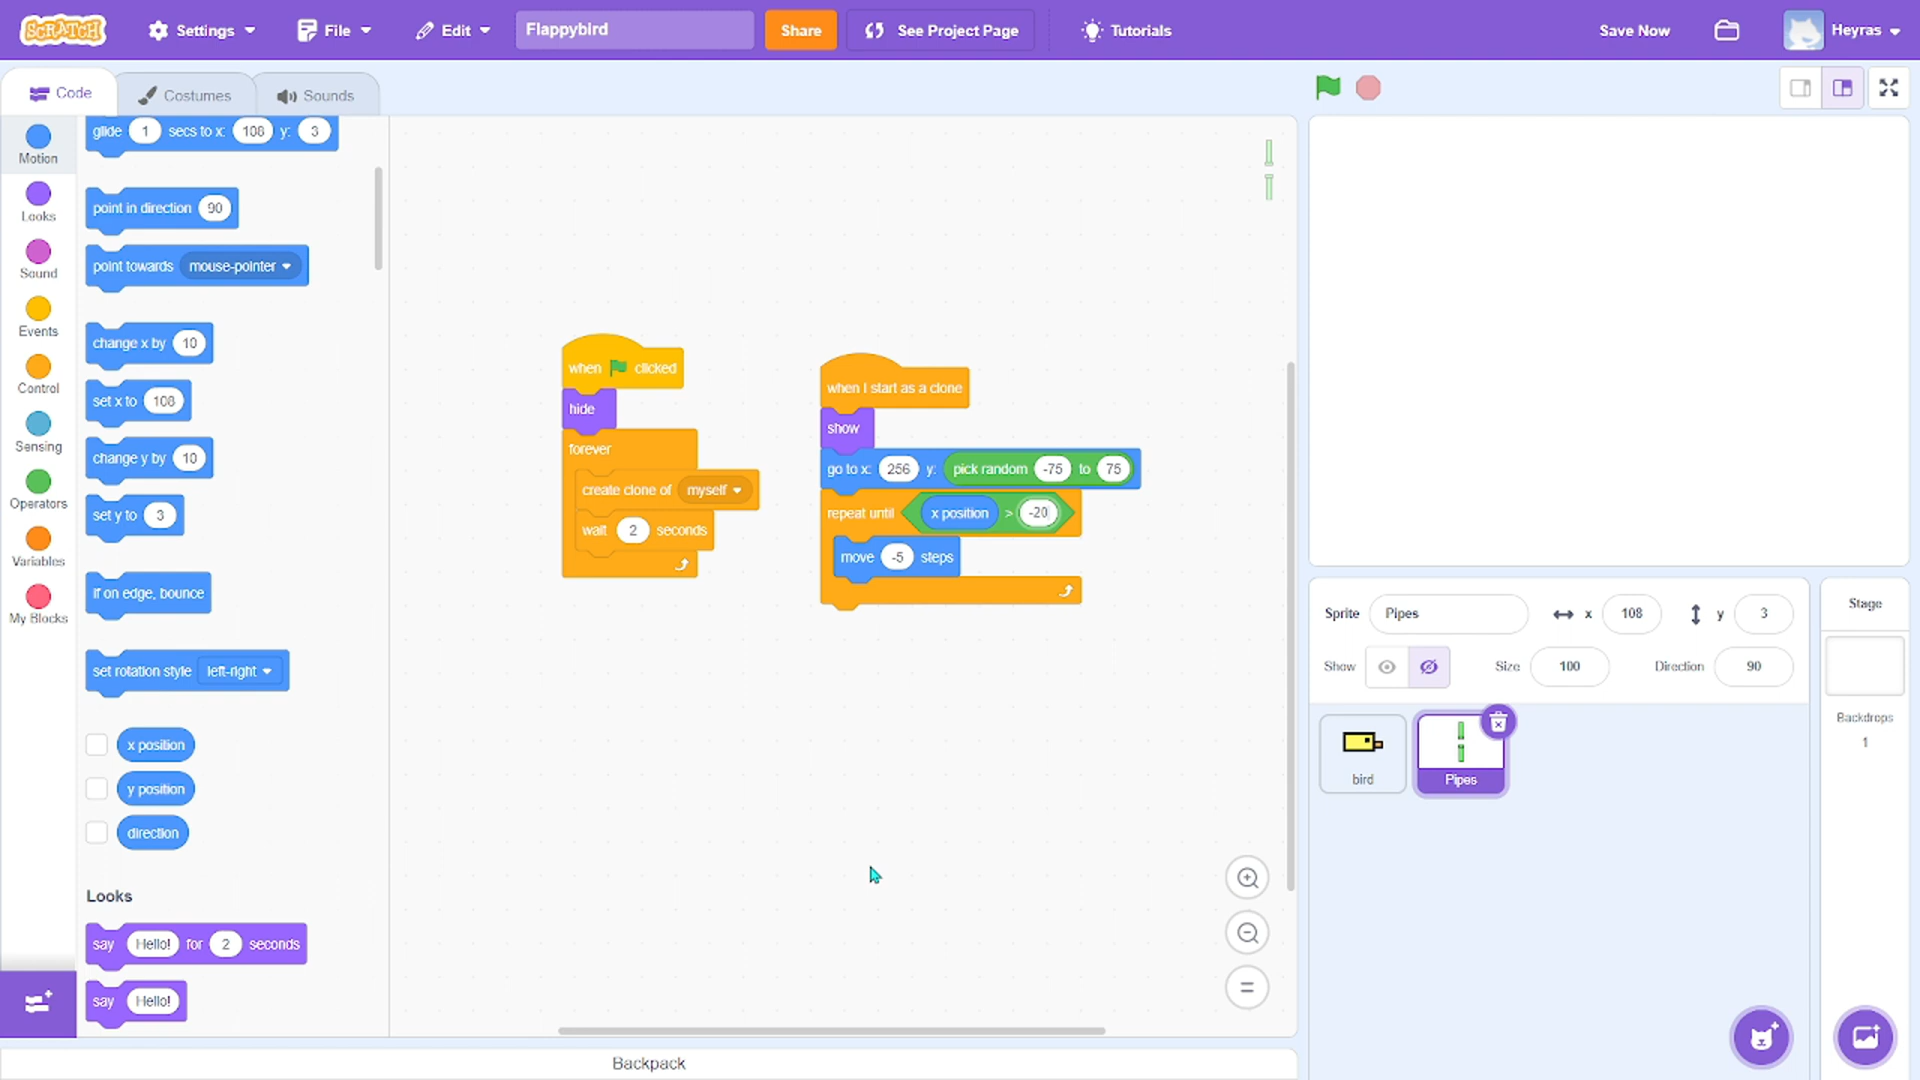 SCRATCH Settings File Edit Flappybird Share See Project Page Tutorials Save Now Heyras
Code Costumes Sounds
Motion
Looks
Sound
Events
Control
Sensing
Operators
Variables
My Blocks
glide 1 secs to x: 108 y: 3
point in direction 90
point towards mouse-pointer
change x by 10
set x to 108
change y by 10
set y to 3
if on edge, bounce
set rotation style left-right
x position
y position
direction
Looks
say Hello! for 2 seconds
say Hello!
when clicked
hide
forever
create clone of myself
wait 2 seconds
when I start as a clone
show
go to x: 256 y: pick random -75 to 75
repeat until x position > -20
move -5 steps
Backpack
Sprite Pipes x 108 y 3
Show Size 100 Direction 90
bird
Pipes
Stage
Backdrops
1